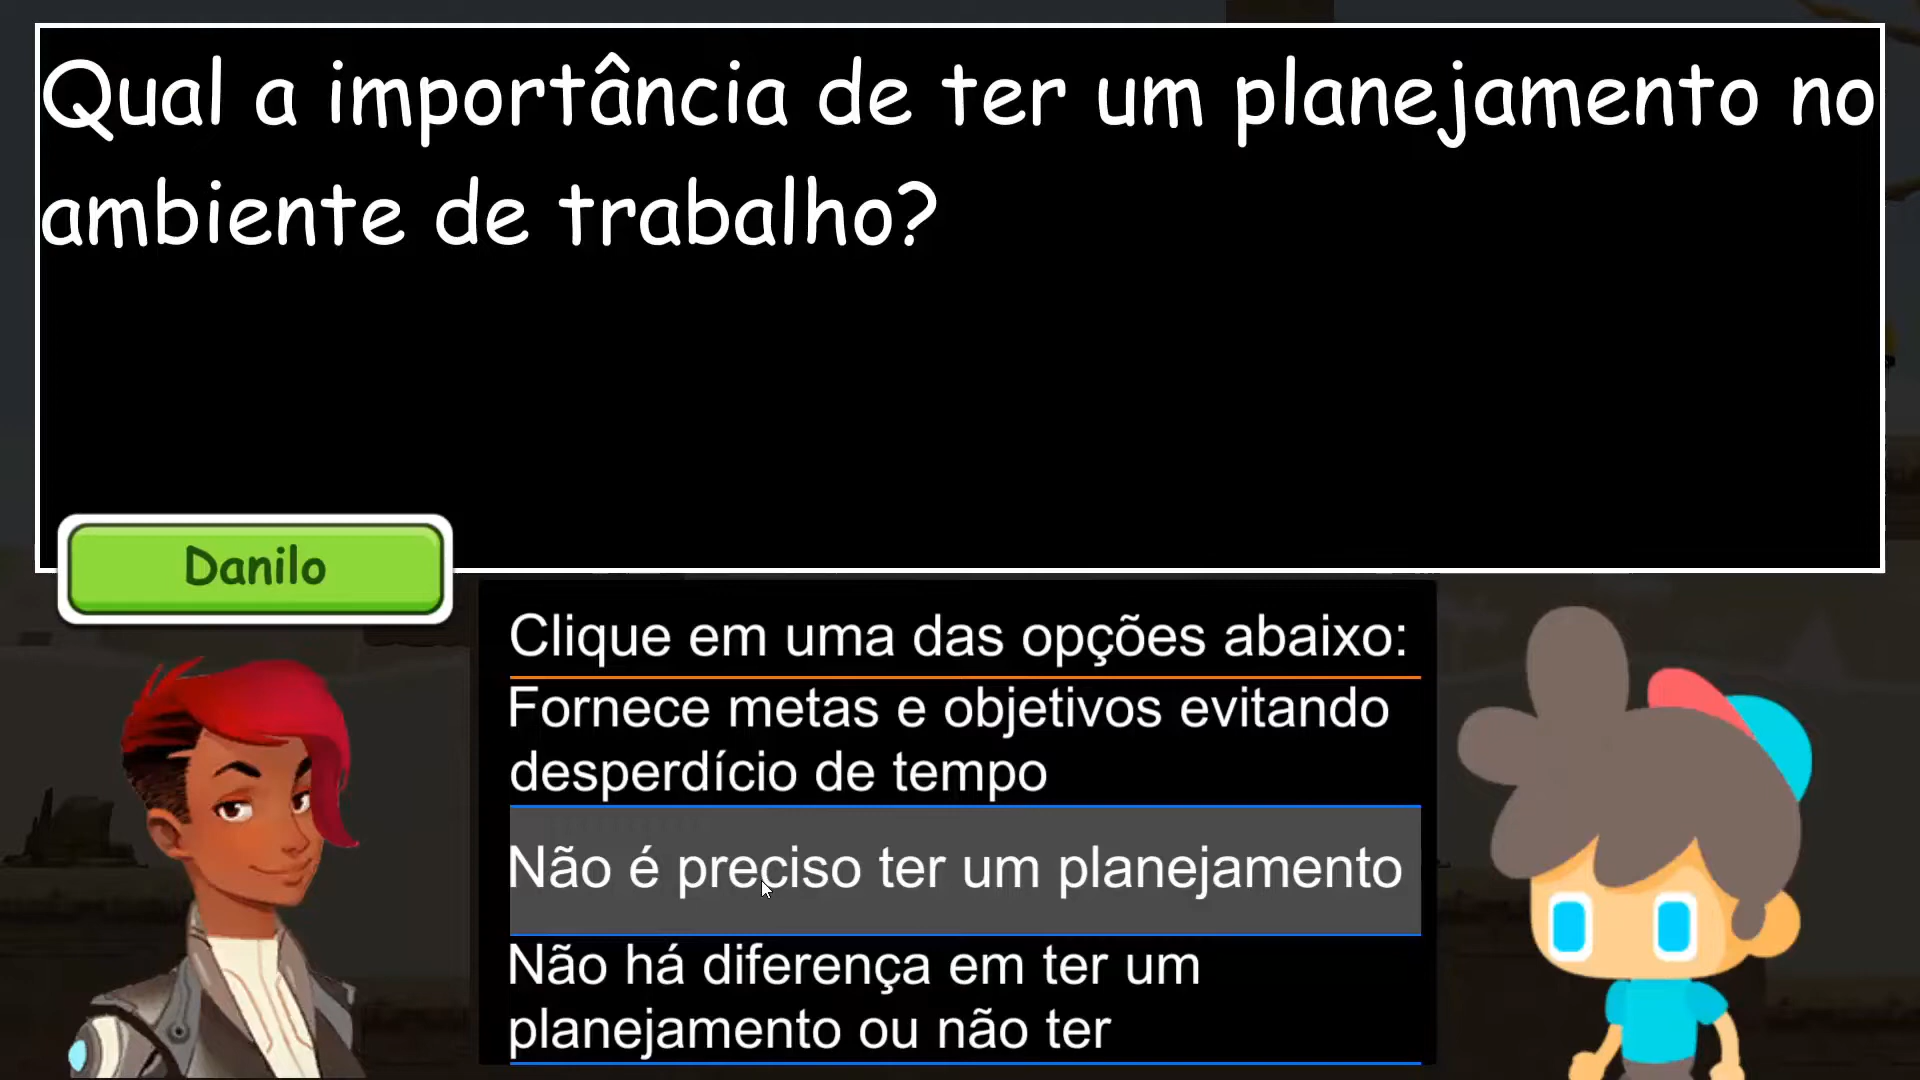 Qual a importância de ter um planejamento no
ambiente de trabalho?
Danilo
Clique em uma das opções abaixo:
Fornece metas e objetivos evitando
desperdício de tempo
Não é preciso ter um planejamento
Não há diferença em ter um
planejamento ou não ter